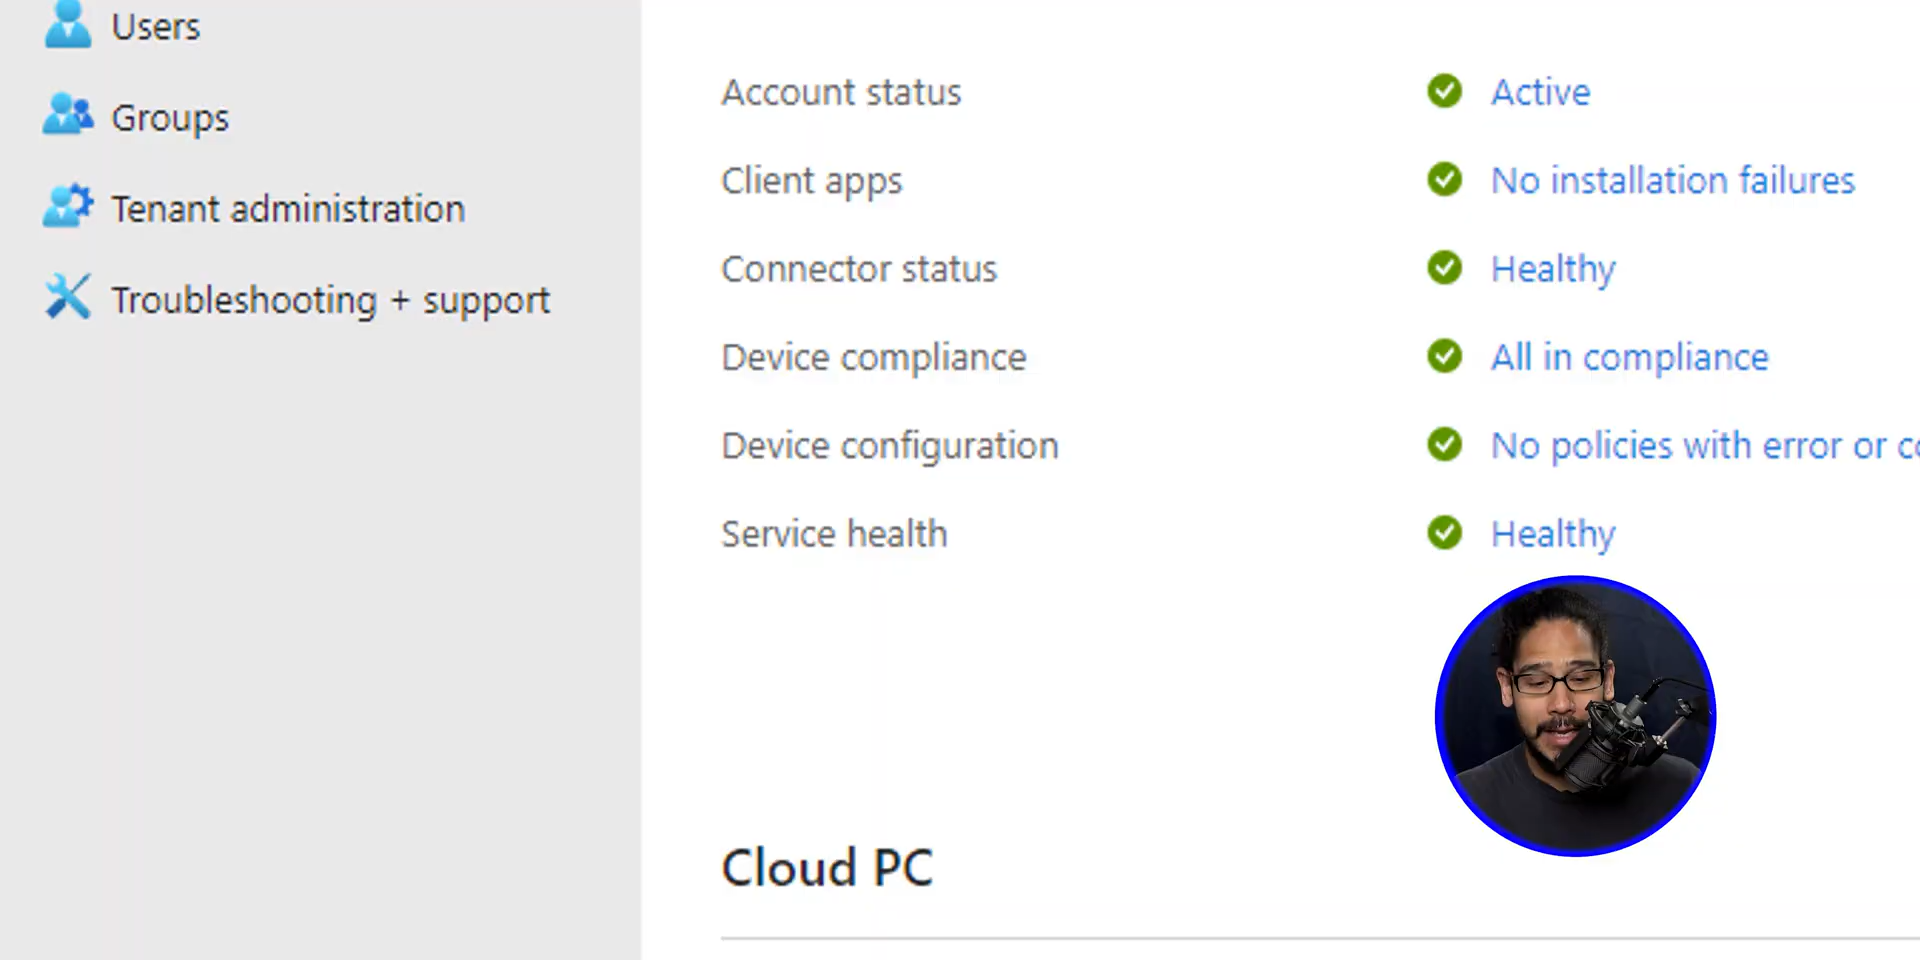 Users
Groups
Tenant administration
Troubleshooting + support
Account status Active
Client apps No installation failures
Connector status Healthy
Device compliance All in compliance
Device configuration No policies with error or
Service health Healthy
Cloud PC